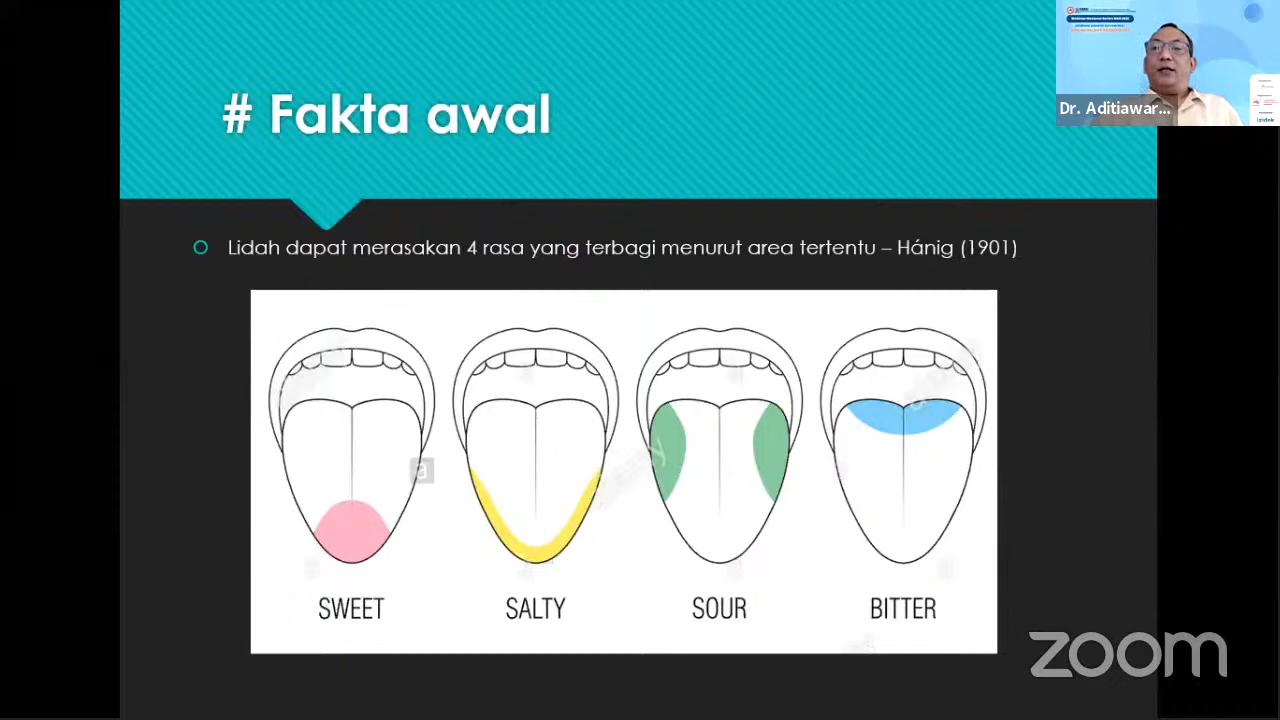 # Fakta awal
Dr. Aditiawar...
izidok
Lidah dapat merasakan 4 rasa yang terbagi menurut area tertentu – Hánig (1901)
a
SWEET SALTY SOUR BITTER
zoom